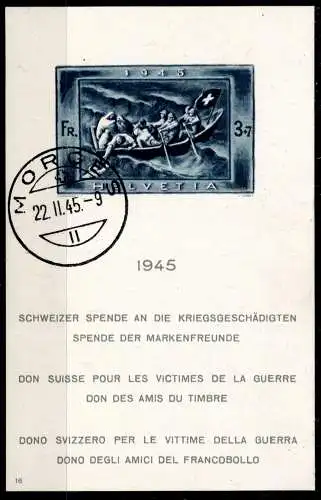 1945
FR. 3+7
HELVETIA
MORGES
22.II.45.-9
II
1945
SCHWEIZER SPENDE AN DIE KRIEGSGESCHÄDIGTEN
SPENDE DER MARKENFREUNDE
DON SUISSE POUR LES VICTIMES DE LA GUERRE
DON DES AMIS DU TIMBRE
DONO SVIZZERO PER LE VITTIME DELLA GUERRA
DONO DEGLI AMICI DEL FRANCOBOLLO
16